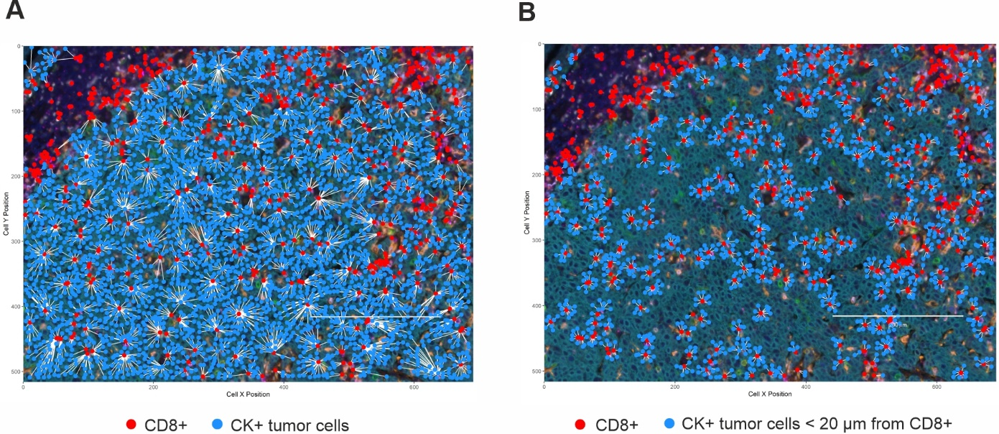 A
B
0
100
200
300
400
500
Cell Y Position
0
200
400
600
Cell X Position
CD8+
CK+ tumor cells
0
100
200
300
400
500
Cell Y Position
0
200
400
600
Cell X Position
CD8+
CK+ tumor cells < 20 µm from CD8+